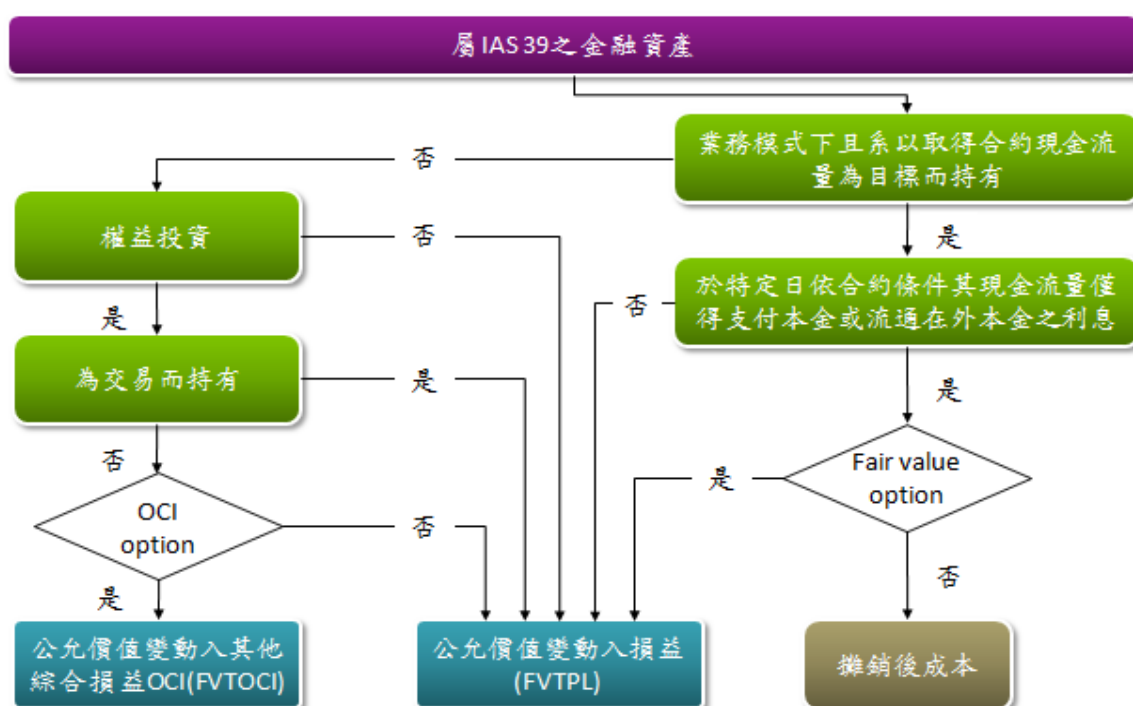 屬IAS 39之金融資產
業務模式下且系以取得合約現金流
量為目標而持有
否
權益投資
否
是
於特定日依合約條件其現金流量僅
得支付本金或流通在外本金之利息
否
是
為交易而持有
是
是
否
Fair value
option
是
OCI
option
否
否
是
公允價值變動入其他
綜合損益OCI(FVTOCI)
公允價值變動入損益
(FVTPL)
攤銷後成本